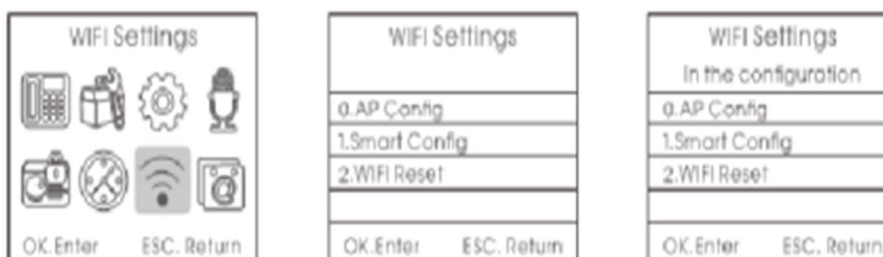 WIFI Settings
OK.Enter ESC. Return
WIFI Settings
0.AP Config
1.Smart Config
2.WIFI Reset
OK.Enter ESC. Return
WIFI Settings
In the configuration
0.AP Config
1.Smart Config
2.WIFI Reset
OK.Enter ESC. Return